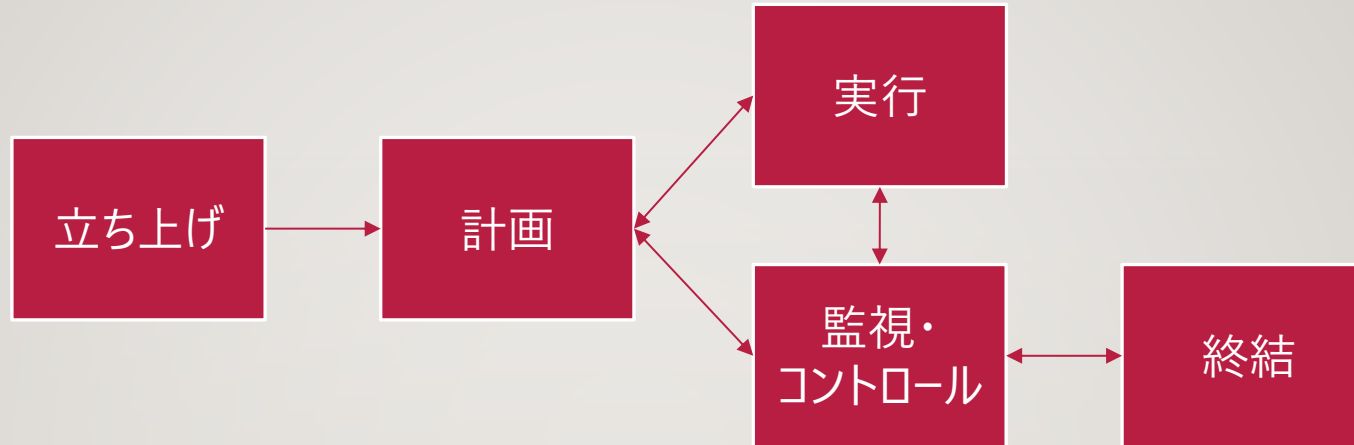 立ち上げ
計画
実行
監視・
コントロール
終結